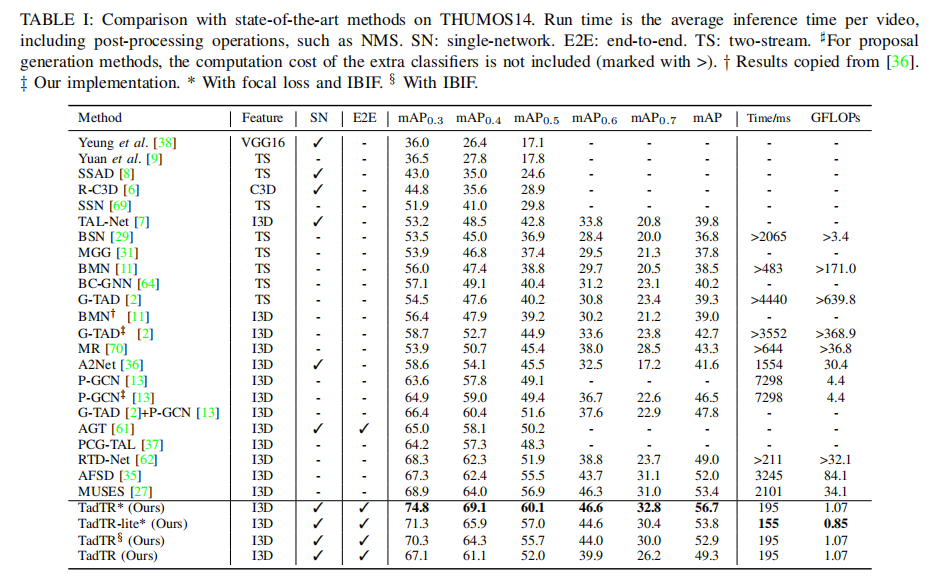 TABLE I: Comparison with state-of-the-art methods on THUMOS14. Run time is the average inference time per video,
including post-processing operations, such as NMS. SN: single-network. E2E: end-to-end. TS: two-stream. ♯For proposal
generation methods, the computation cost of the extra classifiers is not included (marked with >). † Results copied from [36].
‡ Our implementation. * With focal loss and IBIF. § With IBIF.
Method Feature SN E2E mAP0.3 mAP0.4 mAP0.5 mAP0.6 mAP0.7 mAP Time/ms GFLOPs
Yeung et al. [38] VGG16 ✓ - 36.0 26.4 17.1 - - - - -
Yuan et al. [9] TS - - 36.5 27.8 17.8 - - - - -
SSAD [8] TS ✓ - 43.0 35.0 24.6 - - - - -
R-C3D [6] C3D ✓ - 44.8 35.6 28.9 - - - - -
SSN [69] TS - - 51.9 41.0 29.8 - - - - -
TAL-Net [7] I3D ✓ - 53.2 48.5 42.8 33.8 20.8 39.8 - -
BSN [29] TS - - 53.5 45.0 36.9 28.4 20.0 36.8 >2065 >3.4
MGG [31] TS - - 53.9 46.8 37.4 29.5 21.3 37.8 - -
BMN [11] TS - - 56.0 47.4 38.8 29.7 20.5 38.5 >483 >171.0
BC-GNN [64] TS - - 57.1 49.1 40.4 31.2 23.1 40.2 - -
G-TAD [2] TS - - 54.5 47.6 40.2 30.8 23.4 39.3 >4440 >639.8
BMN† [11] I3D - - 56.4 47.9 39.2 30.2 21.2 39.0 - -
G-TAD‡ [2] I3D - - 58.7 52.7 44.9 33.6 23.8 42.7 >3552 >368.9
MR [70] I3D - - 53.9 50.7 45.4 38.0 28.5 43.3 >644 >36.8
A2Net [36] I3D ✓ - 58.6 54.1 45.5 32.5 17.2 41.6 1554 30.4
P-GCN [13] I3D - - 63.6 57.8 49.1 - - - 7298 4.4
P-GCN‡ [13] I3D - - 64.9 59.0 49.4 36.7 22.6 46.5 7298 4.4
G-TAD [2]+P-GCN [13] I3D - - 66.4 60.4 51.6 37.6 22.9 47.8 - -
AGT [61] I3D ✓ ✓ 65.0 58.1 50.2 - - - - -
PCG-TAL [37] I3D - - 64.2 57.3 48.3 - - - - -
RTD-Net [62] I3D - - 68.3 62.3 51.9 38.8 23.7 49.0 >211 >32.1
AFSD [35] I3D - - 67.3 62.4 55.5 43.7 31.1 52.0 3245 84.1
MUSES [27] I3D - - 68.9 64.0 56.9 46.3 31.0 53.4 2101 34.1
TadTR* (Ours) I3D ✓ ✓ 74.8 69.1 60.1 46.6 32.8 56.7 195 1.07
TadTR-lite* (Ours) I3D ✓ ✓ 71.3 65.9 57.0 44.6 30.4 53.8 155 0.85
TadTR§ (Ours) I3D ✓ ✓ 70.3 64.3 55.7 44.0 30.0 52.9 195 1.07
TadTR (Ours) I3D ✓ ✓ 67.1 61.1 52.0 39.9 26.2 49.3 195 1.07